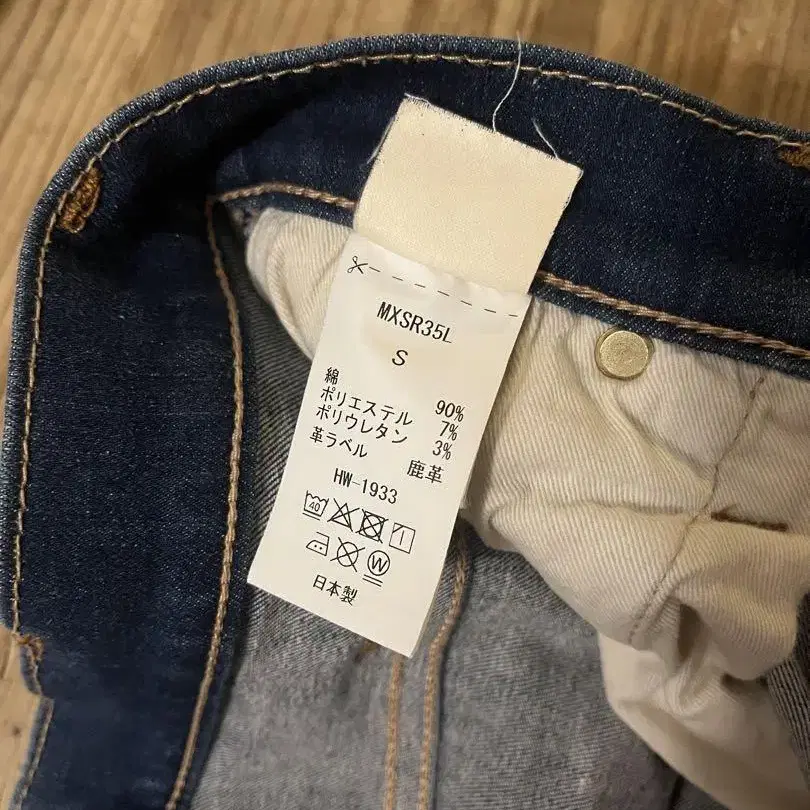 MXSR35L
S
綿 90%
ポリエステル 7%
ポリウレタン 3%
革ラベル 鹿革
HW-1933
40
W
日本製